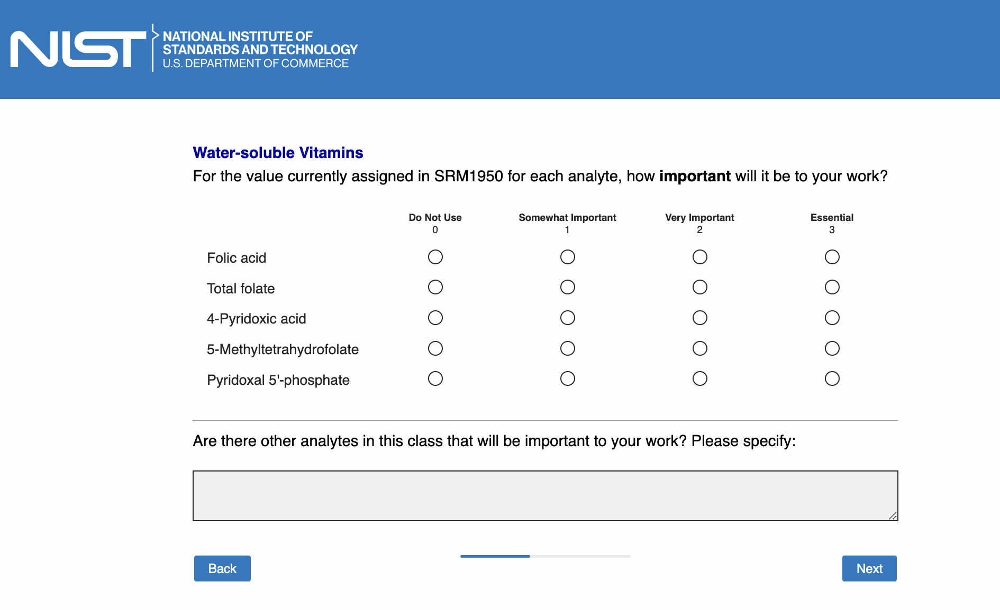 NIST
NATIONAL INSTITUTE OF
STANDARDS AND TECHNOLOGY
U.S. DEPARTMENT OF COMMERCE
Water-soluble Vitamins
For the value currently assigned in SRM1950 for each analyte, how important will it be to your work?
Do Not Use Somewhat Important Very Important Essential
0 1 2 3
Folic acid
Total folate
4-Pyridoxic acid
5-Methyltetrahydrofolate
Pyridoxal 5'-phosphate
Are there other analytes in this class that will be important to your work? Please specify:
Back Next